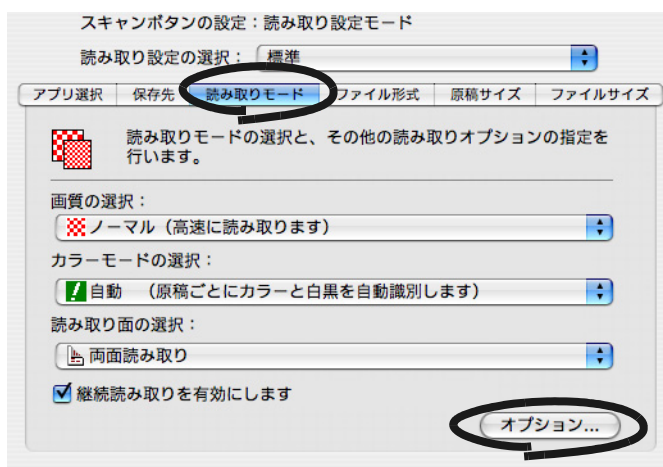 スキャンボタンの設定：読み取り設定モード
読み取り設定の選択： 標準
アプリ選択 保存先 読み取りモード ファイル形式 原稿サイズ ファイルサイズ
読み取りモードの選択と、その他の読み取りオプションの指定を
行います。
画質の選択：
ノーマル（高速に読み取ります）
カラーモードの選択：
自動 （原稿ごとにカラーと白黒を自動識別します）
読み取り面の選択：
両面読み取り
継続読み取りを有効にします
オプション...